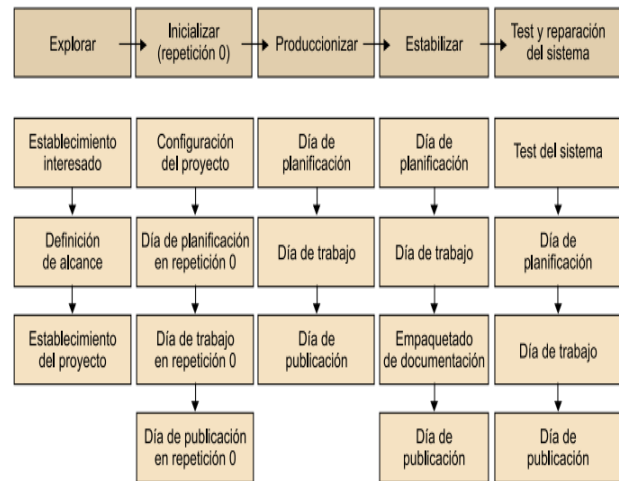 Explorar
Inicializar
(repetición 0)
Produccionizar
Estabilizar
Test y reparación
del sistema
Establecimiento
interesado
Configuración
del proyecto
Día de
planificación
Día de
planificación
Test del sistema
Definición
de alcance
Día de planificación
en repetición 0
Día de trabajo
Día de trabajo
Día de
planificación
Establecimiento
del proyecto
Día de trabajo
en repetición 0
Día de
publicación
Empaquetado
de documentación
Día de trabajo
Día de publicación
en repetición 0
Día de
publicación
Día de
publicación